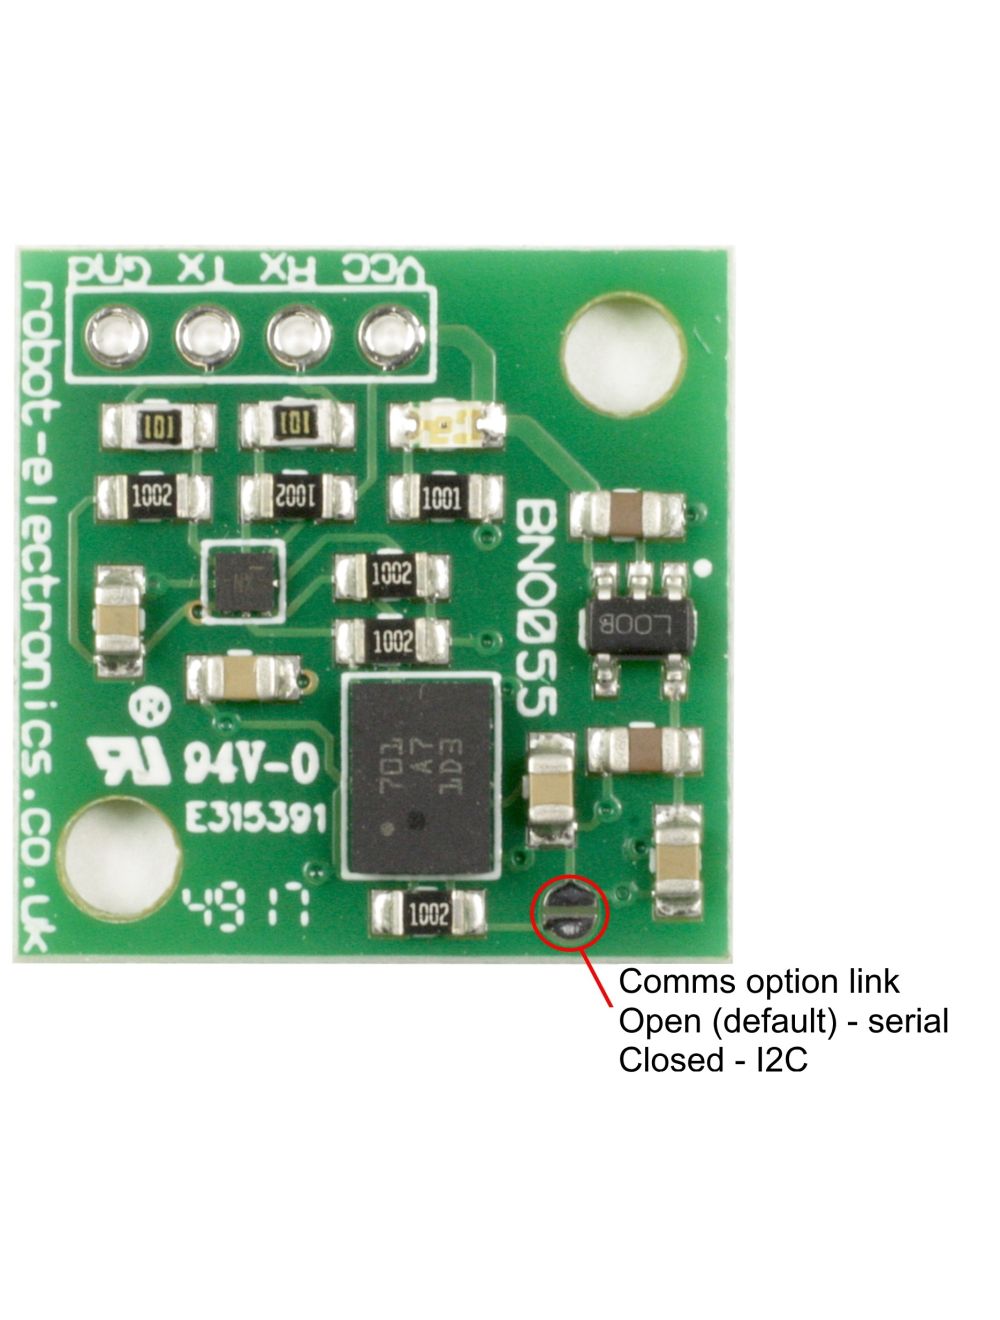 Gnd Tx Rx Vcc
robot-electronics.co.uk
101 101
1002 1002 1001
BNO055
1002
1002
LOOB
701
A7
1D3
® 94V-0
E315391
4917
1002
Comms option link
Open (default) - serial
Closed - I2C